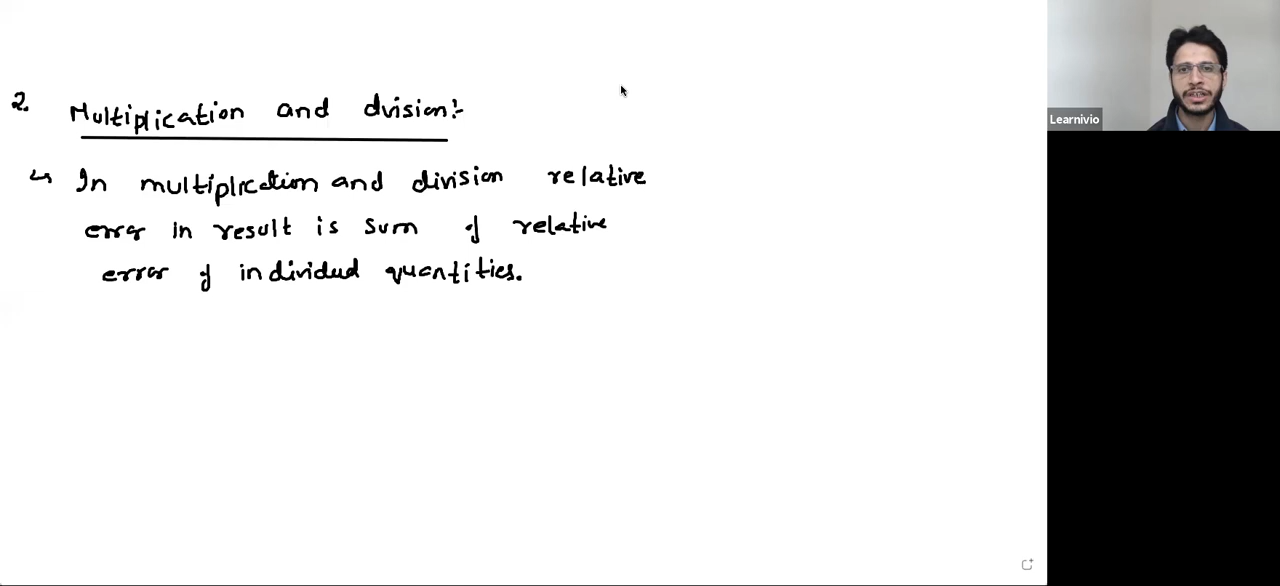 2. Multiplication and dvision:-
↳ In multiplication and division relative
error in result is sum of relative
error of individual quantities.
Learnivio